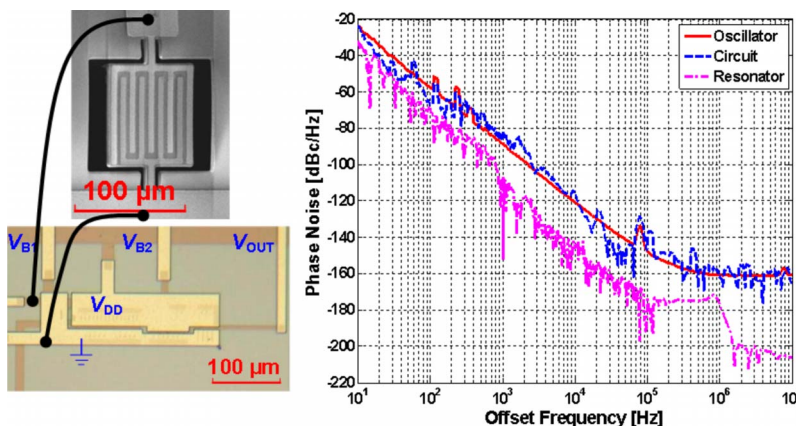 100 µm
V_B1
V_B2
V_OUT
V_DD
100 µm
Phase Noise [dBc/Hz]
-20
-40
-60
-80
-100
-120
-140
-160
-180
-200
-220
Oscillator
Circuit
Resonator
10^1
10^2
10^3
10^4
10^5
10^6
10^7
Offset Frequency [Hz]